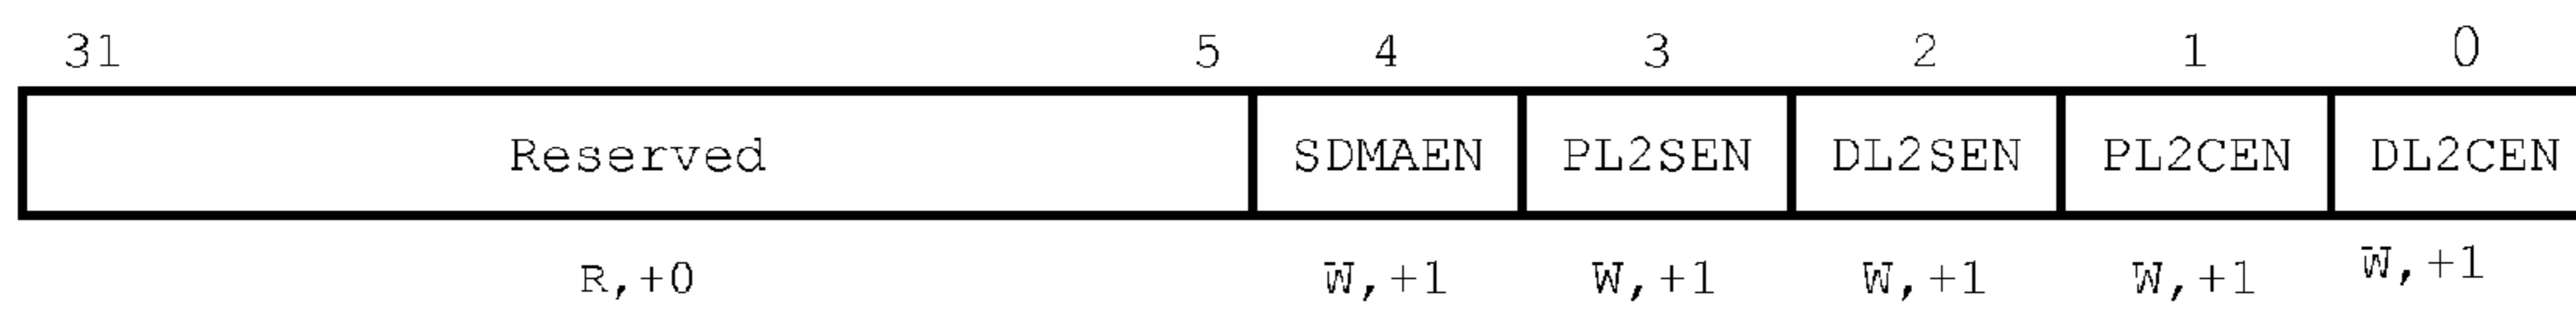 31 5 4 3 2 1 0
Reserved SDMAEN PL2SEN DL2SEN PL2CEN DL2CEN
R,+0 W,+1 W,+1 W,+1 W,+1 W,+1